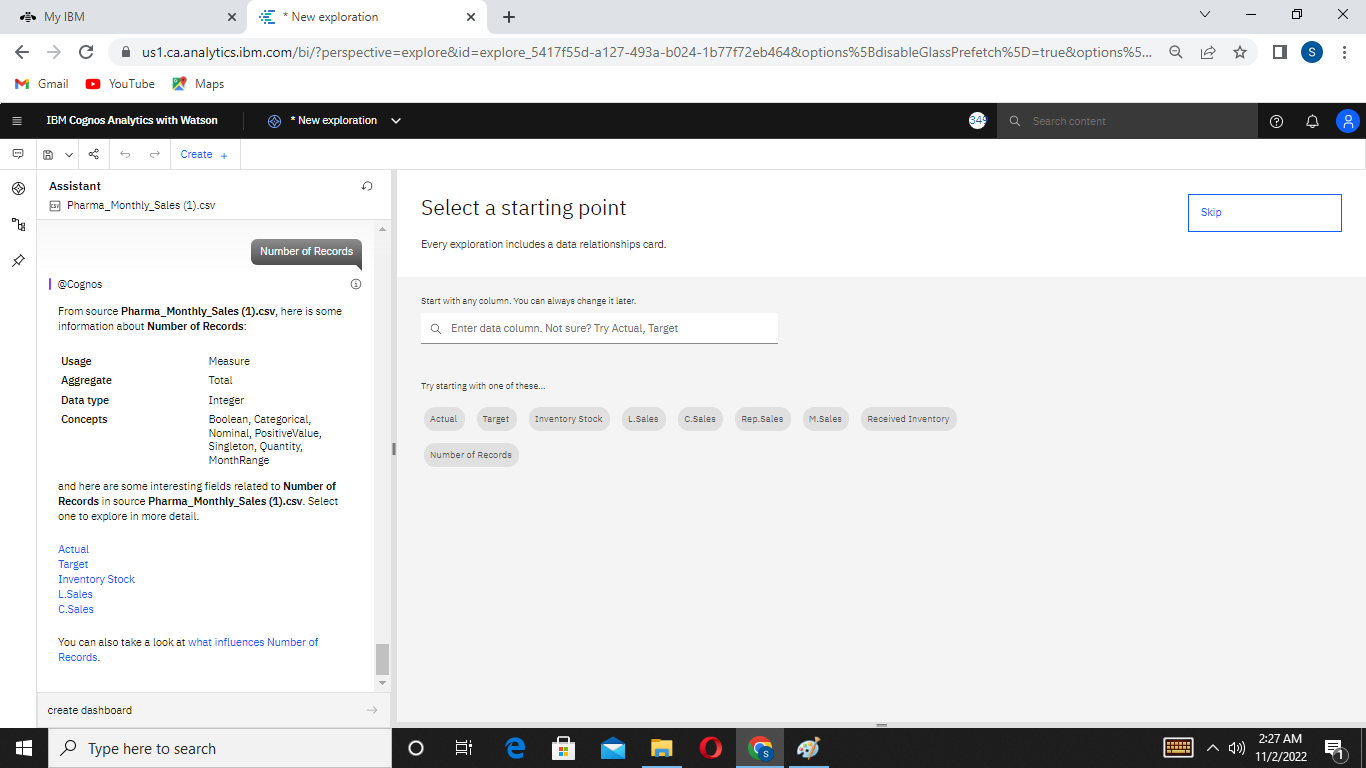 My IBM
* New exploration
us1.ca.analytics.ibm.com/bi/?perspective=explore&id=explore_5417f55d-a127-493a-b024-1b77f72eb464&options%5BdisableGlassPrefetch%5D=true&options%5...
S
Gmail
YouTube
Maps
IBM Cognos Analytics with Watson
* New exploration
349
Search content
Create +
Assistant
CSV Pharma_Monthly_Sales (1).csv
Number of Records
@Cognos
From source Pharma_Monthly_Sales (1).csv, here is some
information about Number of Records:
Usage Measure
Aggregate Total
Data type Integer
Concepts Boolean, Categorical,
Nominal, PositiveValue,
Singleton, Quantity,
MonthRange
and here are some interesting fields related to Number of
Records in source Pharma_Monthly_Sales (1).csv. Select
one to explore in more detail.
Actual
Target
Inventory Stock
L.Sales
C.Sales
You can also take a look at what influences Number of
Records.
create dashboard
Select a starting point
Skip
Every exploration includes a data relationships card.
Start with any column. You can always change it later.
Enter data column. Not sure? Try Actual, Target
Try starting with one of these...
Actual Target Inventory Stock L.Sales C.Sales Rep.Sales M.Sales Received Inventory
Number of Records
Type here to search
S
2:27 AM
11/2/2022
1